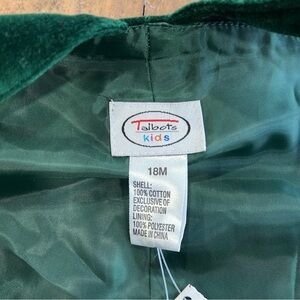 Talbots
kids
18M
SHELL:
100% COTTON
EXCLUSIVE OF
DECORATION
LINING:
100% POLYESTER
MADE IN CHINA